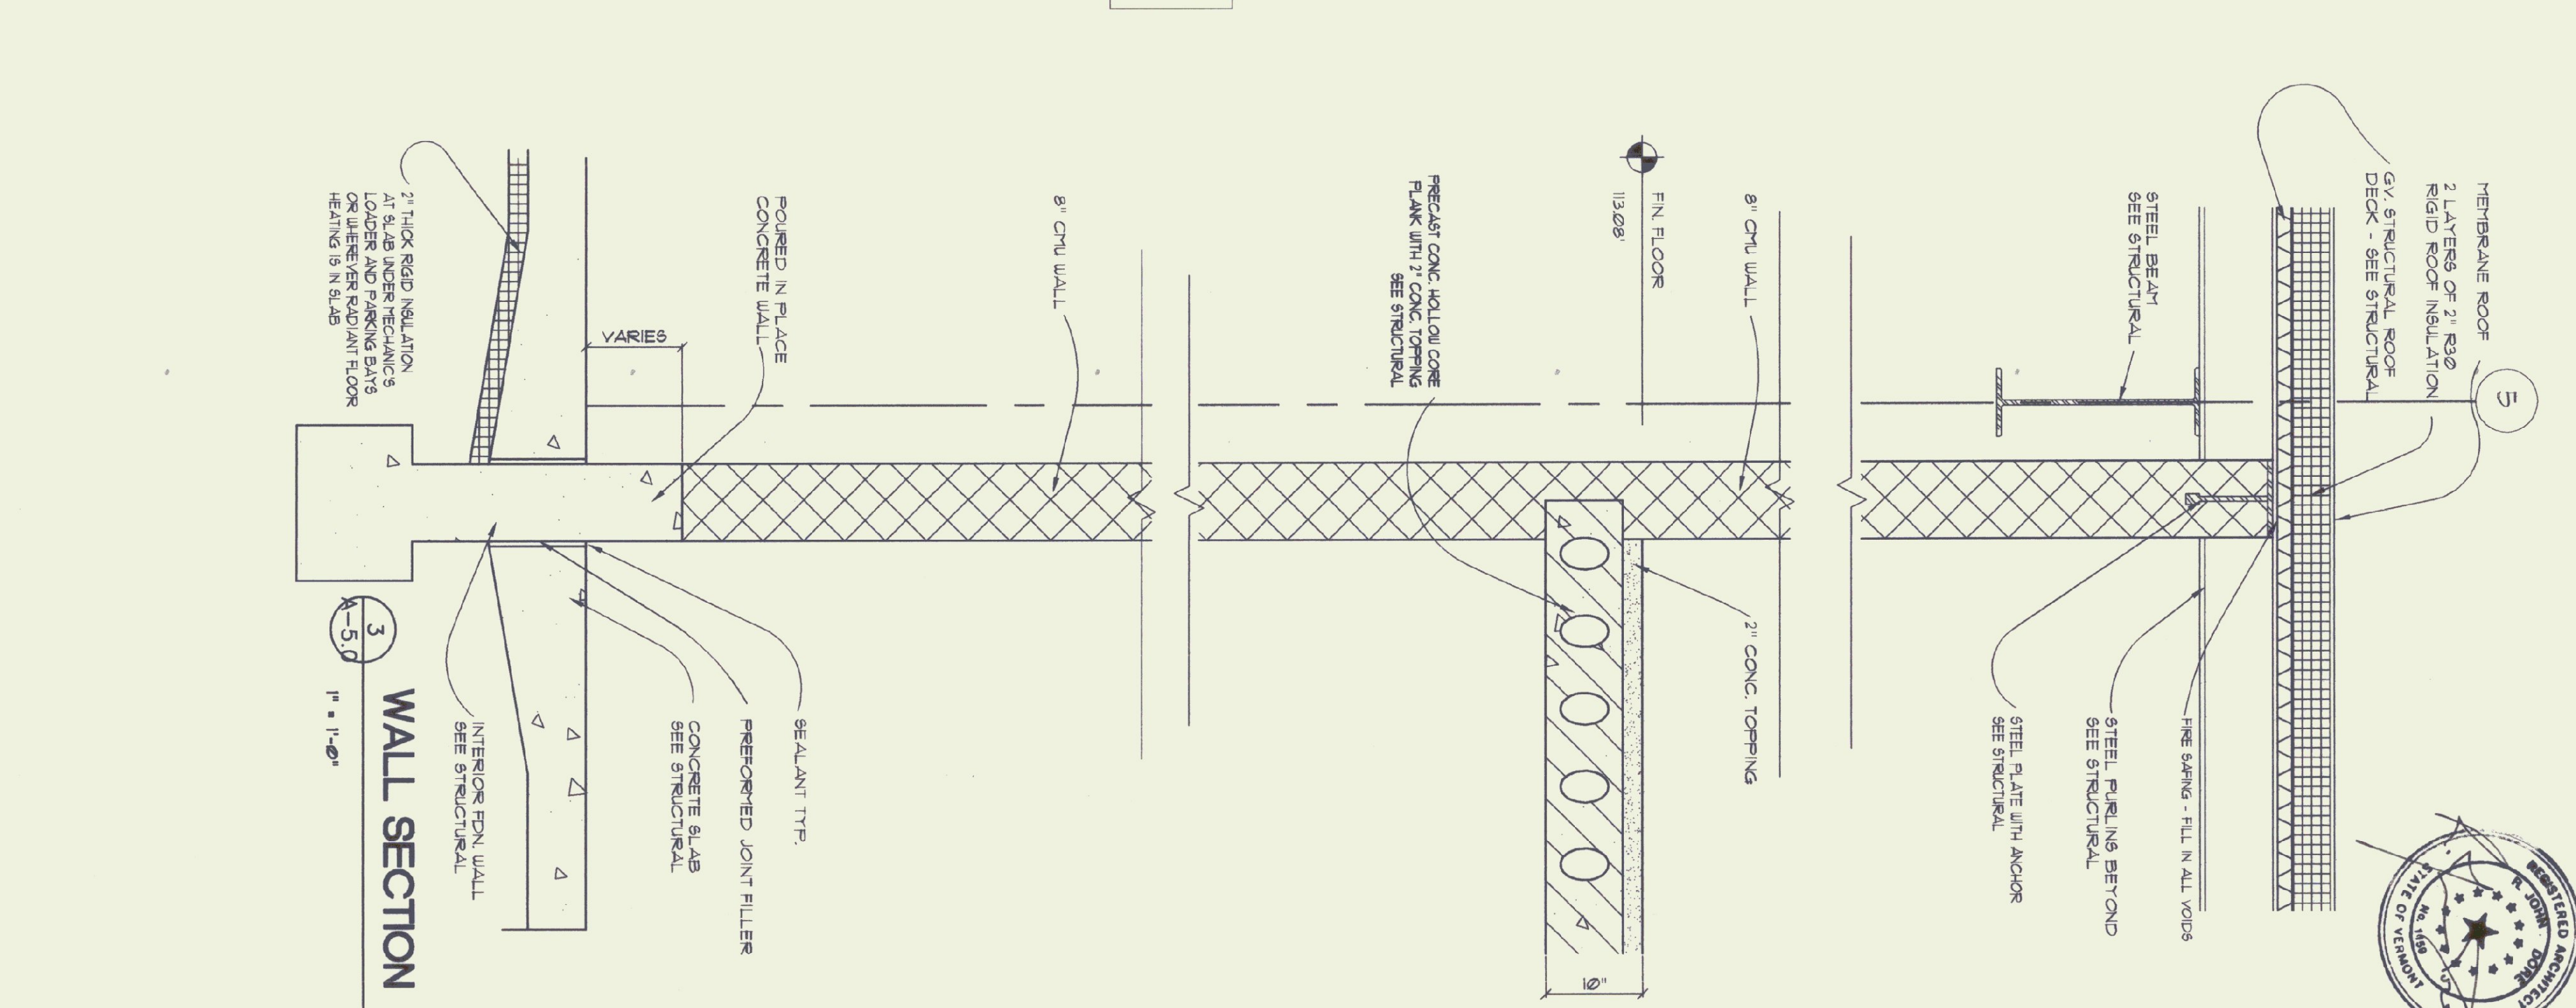 5
MEMBRANE ROOF
2 LAYERS OF 2" R30
RIGID ROOF INSULATION
GV. STRUCTURAL ROOF
DECK - SEE STRUCTURAL
STEEL BEAM
SEE STRUCTURAL
8" CMU WALL
FIN. FLOOR
113.08'
PRECAST CONC. HOLLOW CORE
PLANK WITH 2" CONC. TOPPING
SEE STRUCTURAL
8" CMU WALL
POURED IN PLACE
CONCRETE WALL
VARIES
2" THICK RIGID INSULATION
AT SLAB UNDER MECHANIC'S
LOADER AND PARKING BAYS
OR WHEREVER RADIANT FLOOR
HEATING IS IN SLAB
FIRE SAFING - FILL IN ALL VOIDS
STEEL PURLINS BEYOND
SEE STRUCTURAL
STEEL PLATE WITH ANCHOR
SEE STRUCTURAL
2" CONC. TOPPING
10"
SEALANT TYP.
PREFORMED JOINT FILLER
CONCRETE SLAB
SEE STRUCTURAL
INTERIOR FDN. WALL
SEE STRUCTURAL
3
A-5.0
WALL SECTION
1" = 1'-0"
REGISTERED ARCHITECT
R. JOHN DORE
STATE OF VERMONT